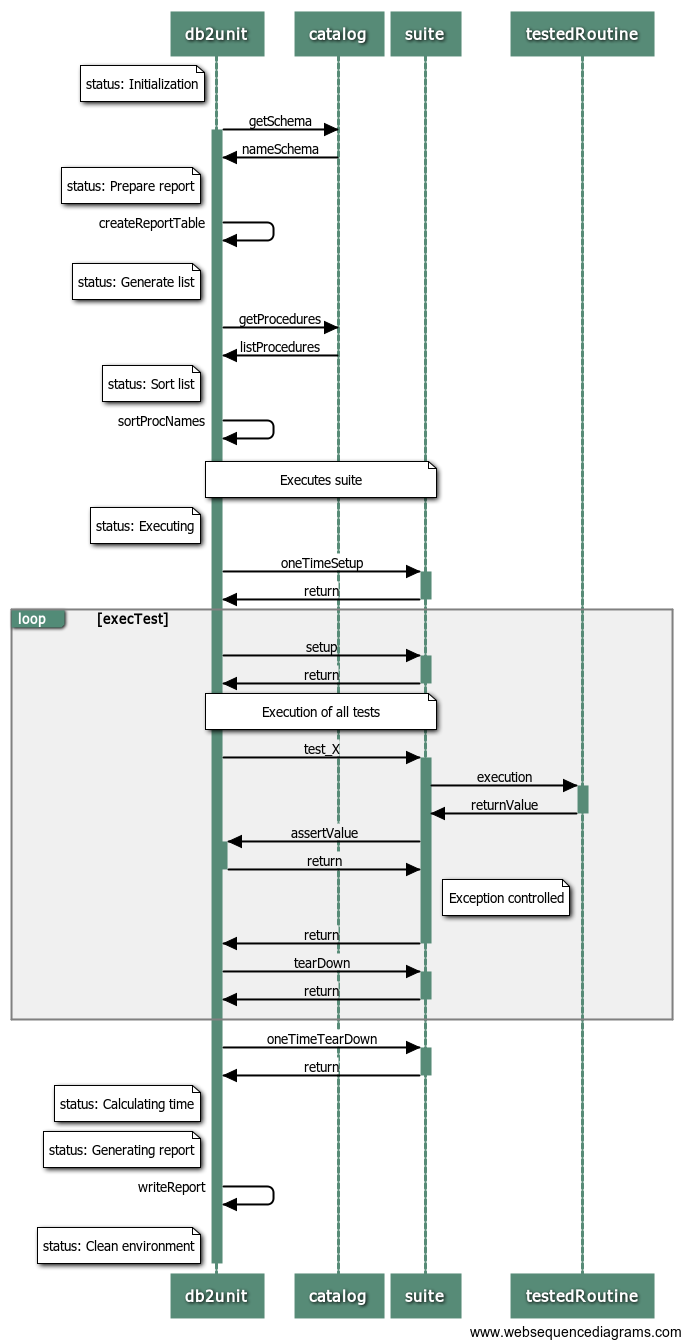 db2unit catalog suite testedRoutine
status: Initialization
getSchema
nameSchema
status: Prepare report
createReportTable
status: Generate list
getProcedures
listProcedures
status: Sort list
sortProcNames
Executes suite
status: Executing
oneTimeSetup
return
loop [execTest]
setup
return
Execution of all tests
test_X
execution
returnValue
assertValue
return
Exception controlled
return
tearDown
return
oneTimeTearDown
return
status: Calculating time
status: Generating report
writeReport
status: Clean environment
db2unit catalog suite testedRoutine
www.websequencediagrams.com